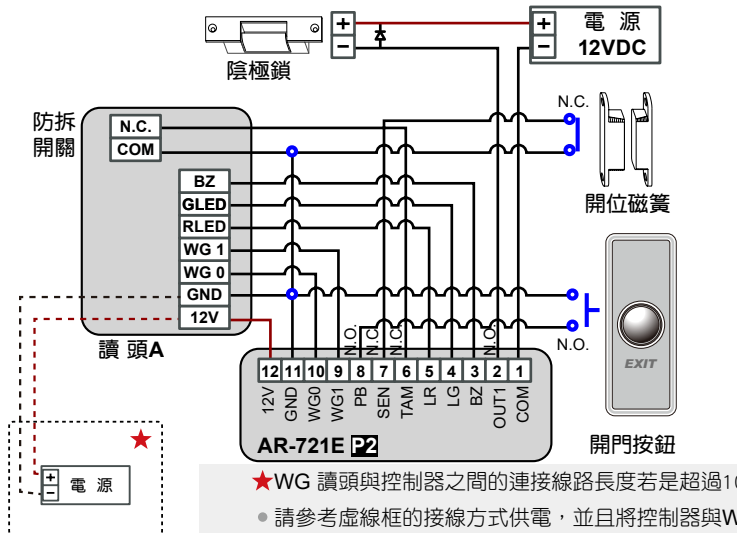 電 源
12VDC
+
−
+
−
陰極鎖
N.C.
防拆
開關
N.C.
COM
BZ
GLED
RLED
WG 1
WG 0
GND
12V
讀 頭A
開位磁簧
N.O.
EXIT
開門按鈕
N.O.
N.C.
N.C.
N.O.
12 11 10 9 8 7 6 5 4 3 2 1
12V GND WG0 WG1 PB SEN TAM LR LG BZ OUT1 COM
AR-721E P2
+
−
電 源
★WG 讀頭與控制器之間的連接線路長度若是超過10
● 請參考虛線框的接線方式供電，並且將控制器與W